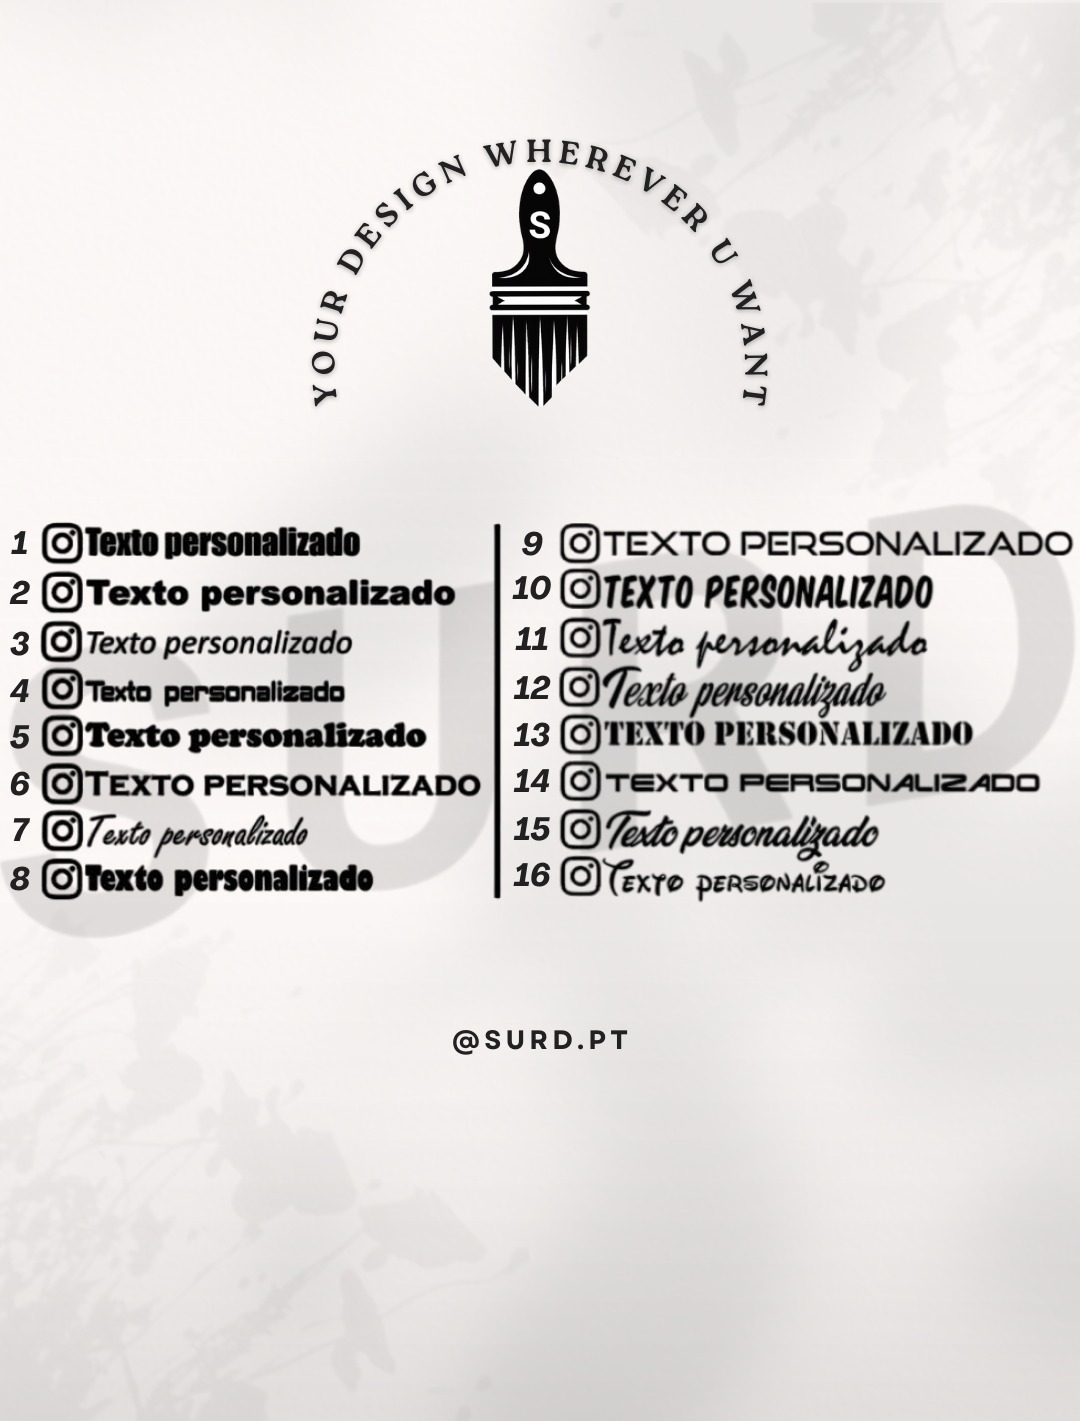 YOUR DESIGN WHEREVER U WANT
S
SURD
1 Texto personalizado
2 Texto personalizado
3 Texto personalizado
4 Texto personalizado
5 Texto personalizado
6 TEXTO PERSONALIZADO
7 Texto personalizado
8 Texto personalizado
9 TEXTO PERSONALIZADO
10 TEXTO PERSONALIZADO
11 Texto personalizado
12 Texto personalizado
13 TEXTO PERSONALIZADO
14 TEXTO PERSONALIZADO
15 Texto personalizado
16 Texto personalizado
@SURD.PT